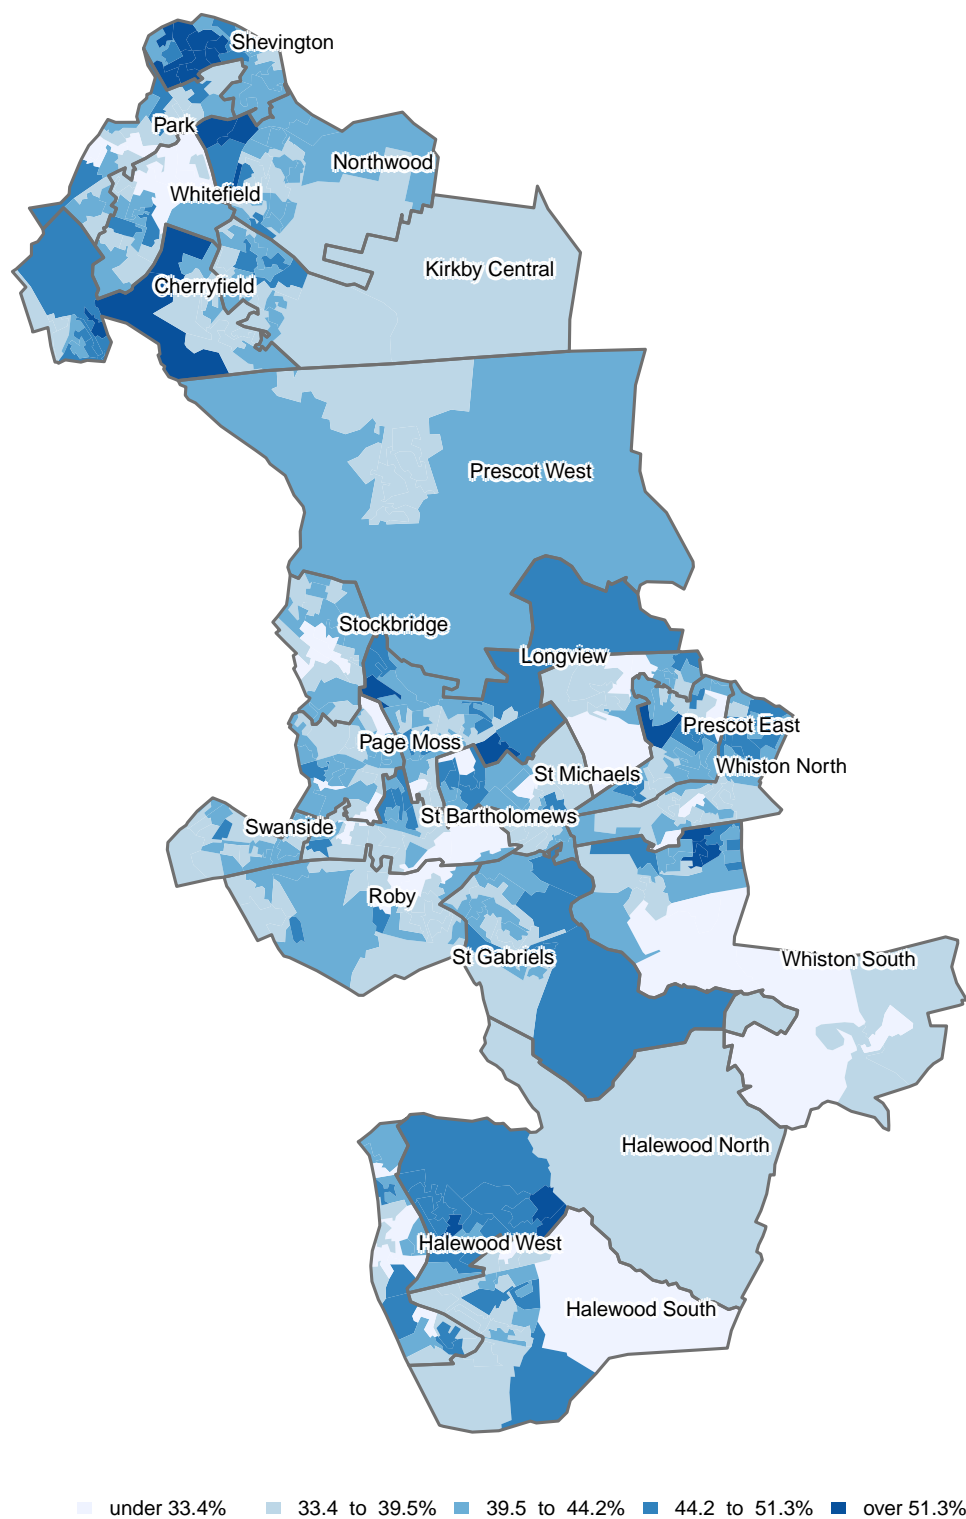 Shevington
Park
Northwood
Whitefield
Kirkby Central
Cherryfield
Prescot West
Stockbridge
Longview
Prescot East
Page Moss
Whiston North
St Michaels
St Bartholomews
Swanside
Roby
St Gabriels
Whiston South
Halewood North
Halewood West
Halewood South
under 33.4% 33.4 to 39.5% 39.5 to 44.2% 44.2 to 51.3% over 51.3%